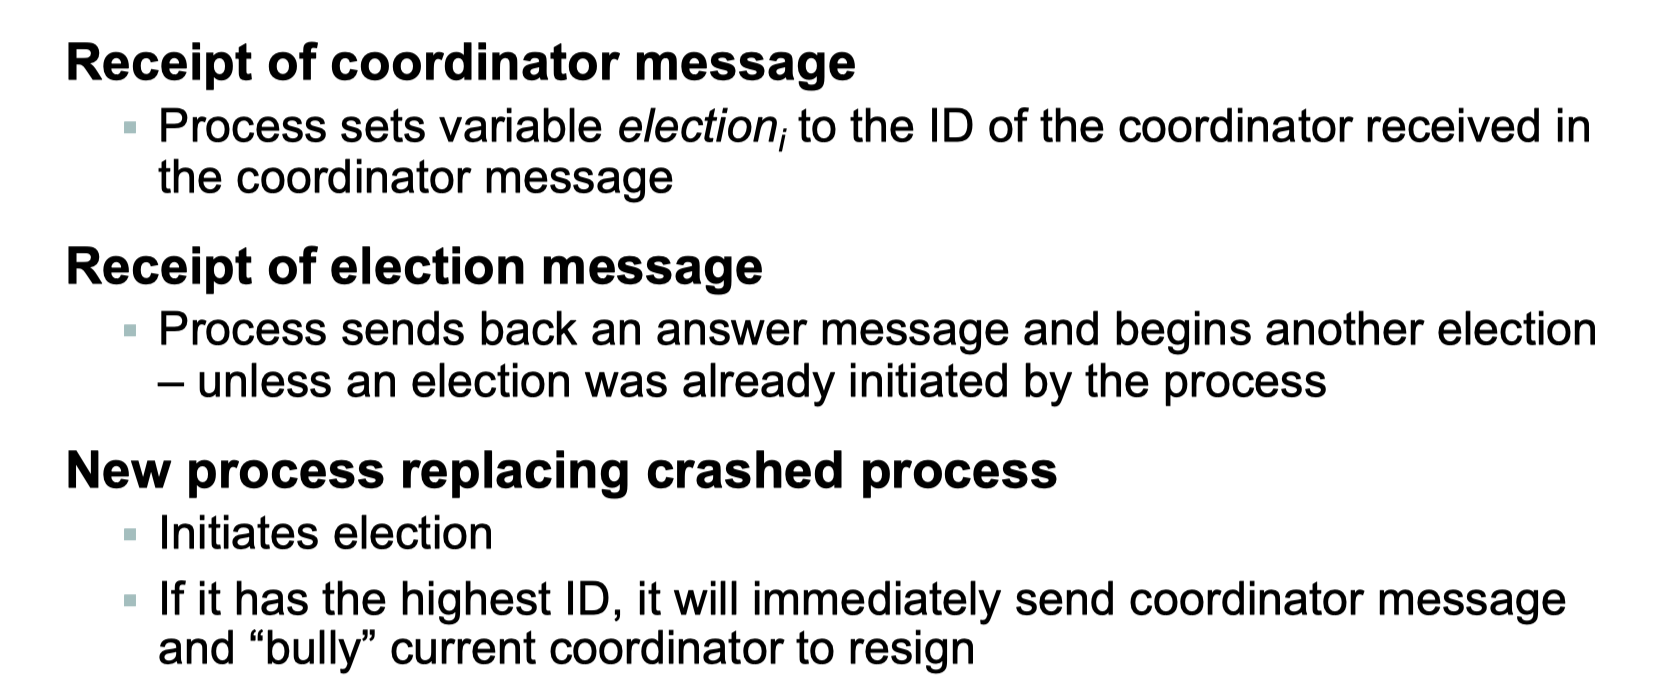 Receipt of coordinator message
▪ Process sets variable electioni to the ID of the coordinator received in
the coordinator message
Receipt of election message
▪ Process sends back an answer message and begins another election
– unless an election was already initiated by the process
New process replacing crashed process
▪ Initiates election
▪ If it has the highest ID, it will immediately send coordinator message
and “bully” current coordinator to resign